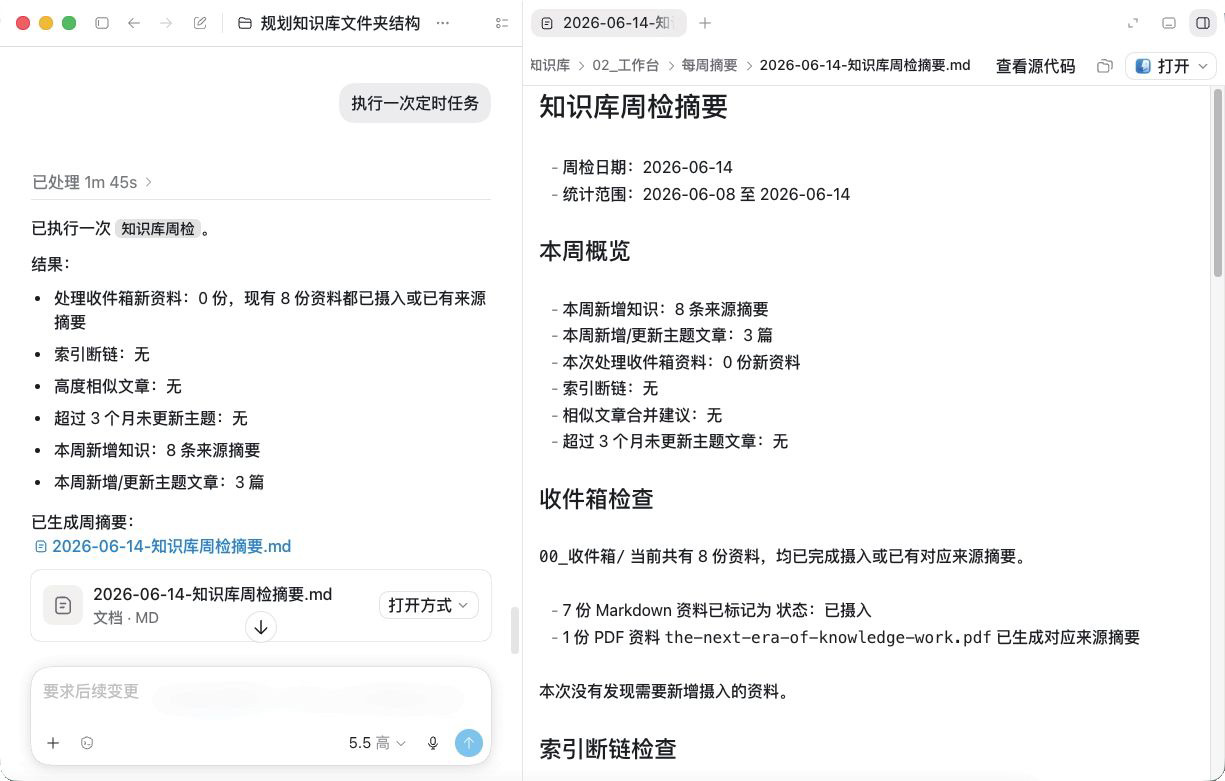 规划知识库文件夹结构
执行一次定时任务
已处理 1m 45s
已执行一次 知识库周检 。
结果：
处理收件箱新资料：0 份，现有 8 份资料都已摄入或已有来源
摘要
索引断链：无
高度相似文章：无
超过 3 个月未更新主题：无
本周新增知识：8 条来源摘要
本周新增/更新主题文章：3 篇
已生成周摘要：
2026-06-14-知识库周检摘要.md
2026-06-14-知识库周检摘要.md
文档 · MD
打开方式
要求后续变更
5.5 高
2026-06-14-知
知识库 > 02_工作台 > 每周摘要 > 2026-06-14-知识库周检摘要.md
查看源代码
打开
知识库周检摘要
- 周检日期：2026-06-14
- 统计范围：2026-06-08 至 2026-06-14
本周概览
- 本周新增知识：8 条来源摘要
- 本周新增/更新主题文章：3 篇
- 本次处理收件箱资料：0 份新资料
- 索引断链：无
- 相似文章合并建议：无
- 超过 3 个月未更新主题文章：无
收件箱检查
00_收件箱/ 当前共有 8 份资料，均已完成摄入或已有对应来源摘要。
- 7 份 Markdown 资料已标记为 状态：已摄入
- 1 份 PDF 资料 the-next-era-of-knowledge-work.pdf 已生成对应来源摘要
本次没有发现需要新增摄入的资料。
索引断链检查